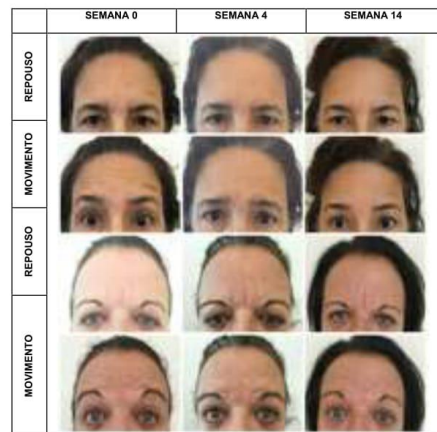 SEMANA 0 SEMANA 4 SEMANA 14
REPOUSO
MOVIMENTO
REPOUSO
MOVIMENTO